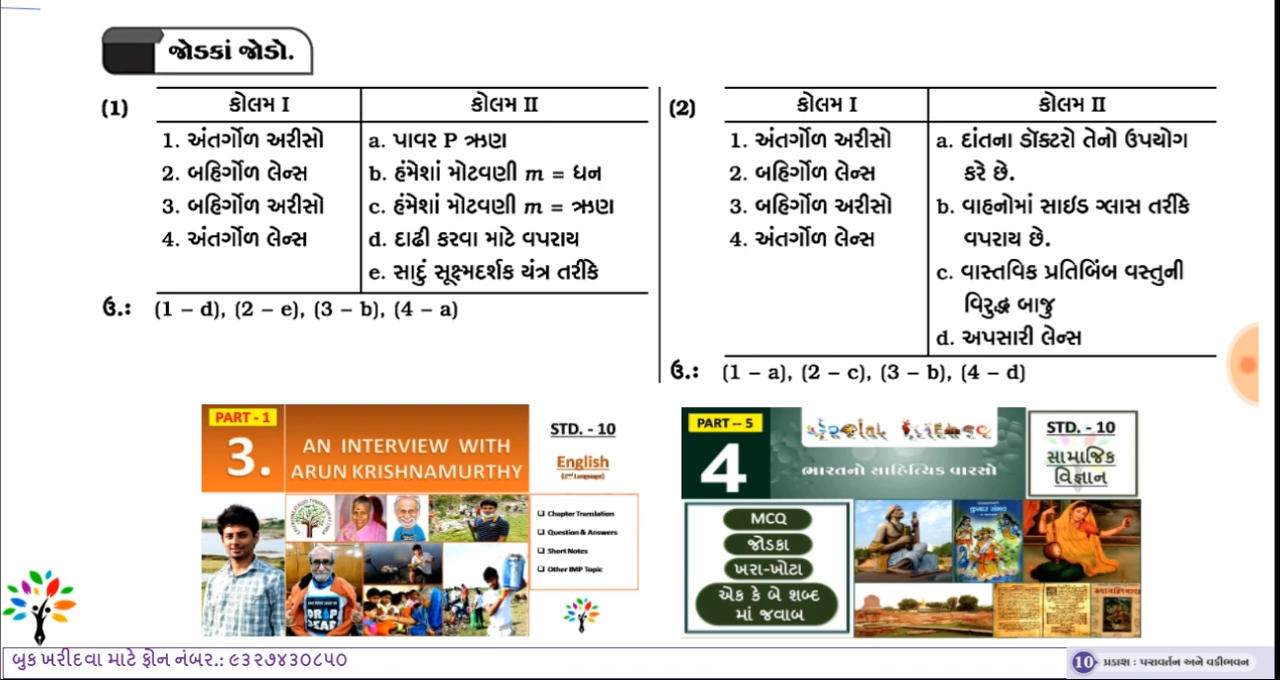 જોડકાં જોડો.
(1)
કોલમ I	કોલમ II
1. અંતર્ગોળ અરીસો	a. પાવર P ઋણ
2. બહિર્ગોળ લેન્સ	b. હંમેશાં મોટવણી m = ધન
3. બહિર્ગોળ અરીસો	c. હંમેશાં મોટવણી m = ઋણ
4. અંતર્ગોળ લેન્સ	d. દાઢી કરવા માટે વપરાય
e. સાદું સૂક્ષ્મદર્શક યંત્ર તરીકે
ઉ.: (1 – d), (2 – e), (3 – b), (4 – a)
(2)
કોલમ I	કોલમ II
1. અંતર્ગોળ અરીસો	a. દાંતના ડૉક્ટરો તેનો ઉપયોગ
2. બહિર્ગોળ લેન્સ	કરે છે.
3. બહિર્ગોળ અરીસો	b. વાહનોમાં સાઇડ ગ્લાસ તરીકે
4. અંતર્ગોળ લેન્સ	વપરાય છે.
c. વાસ્તવિક પ્રતિબિંબ વસ્તુની
વિરુદ્ધ બાજુ
d. અપસારી લેન્સ
ઉ.: (1 – a), (2 – c), (3 – b), (4 – d)
PART - 1
3.
AN INTERVIEW WITH
ARUN KRISHNAMURTHY
STD. - 10
English
(2nd Language)
❑ Chapter Translation
❑ Question & Answers
❑ Short Notes
❑ Other IMP Topic
PART -- 5
4
ભારતનો સાહિત્યિક વારસો
STD. - 10
સામાજિક
વિજ્ઞાન
MCQ
જોડકા
ખરા-ખોટા
એક કે બે શબ્દ
માં જવાબ
બુક ખરીદવા માટે ફોન નંબર.: ૯૩૨૭૪૩૦૮૫૦
10 પ્રકાશ : પરાવર્તન અને વક્રીભવન